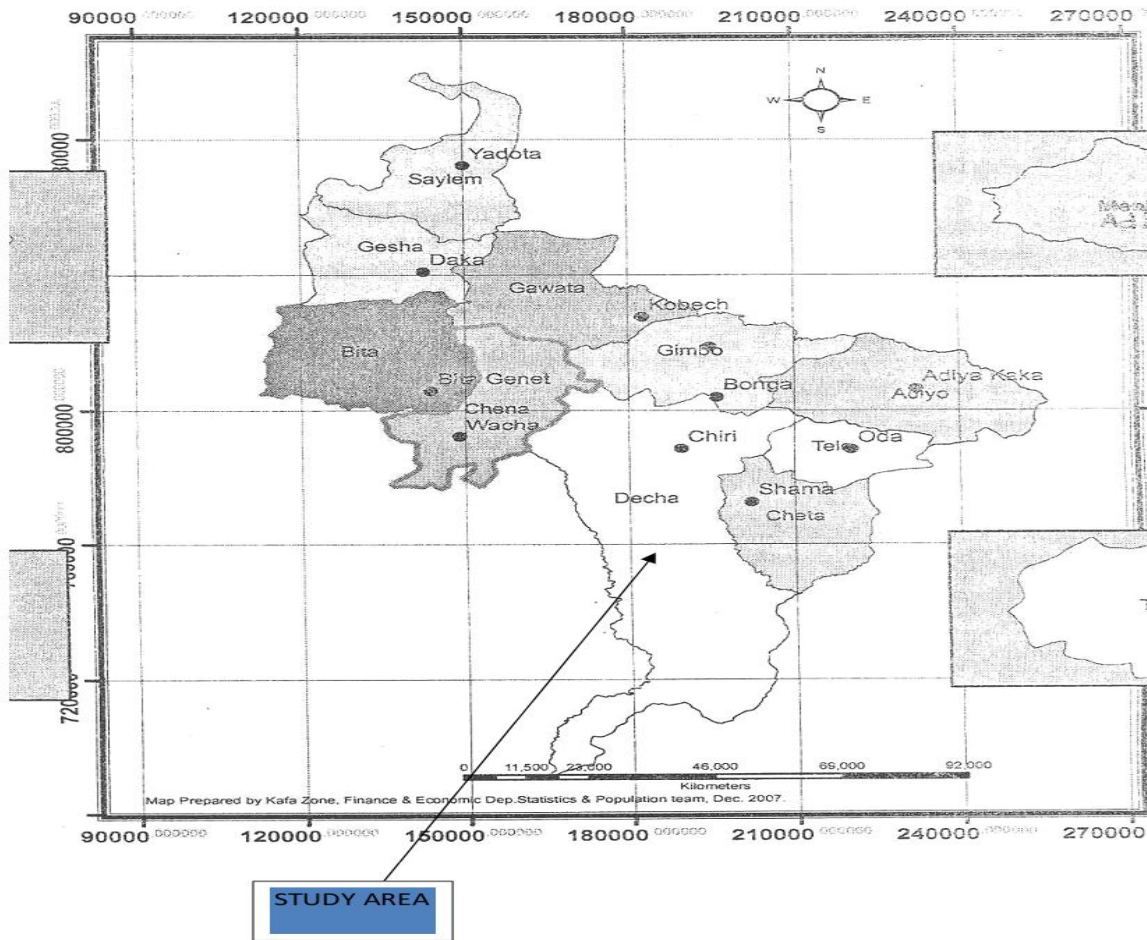 90000 120000 150000 180000 210000 240000 270000
N
W E
S
Yadota
Saylem
Gesha
Daka
Gawata
Kobech
Bita
Gimbo
Bita Genet
Bonga
Adiya Kaka
Adiyo
Chena
Wacha
Chiri
Oda
Telo
Decha
Shama
Cheta
800000
720000
0 11,500 23,000 46,000 69,000 92,000
Kilometers
Map Prepared by Kafa Zone, Finance & Economic Dep.Statistics & Population team, Dec. 2007.
90000 120000 150000 180000 210000 240000 270000
STUDY AREA